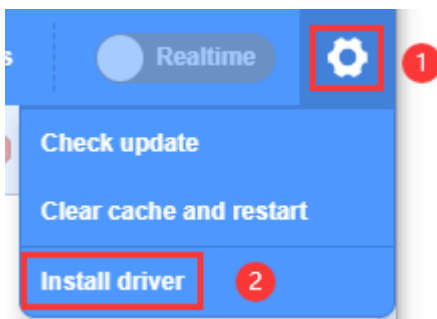 s
Realtime
1
Check update
Clear cache and restart
Install driver
2